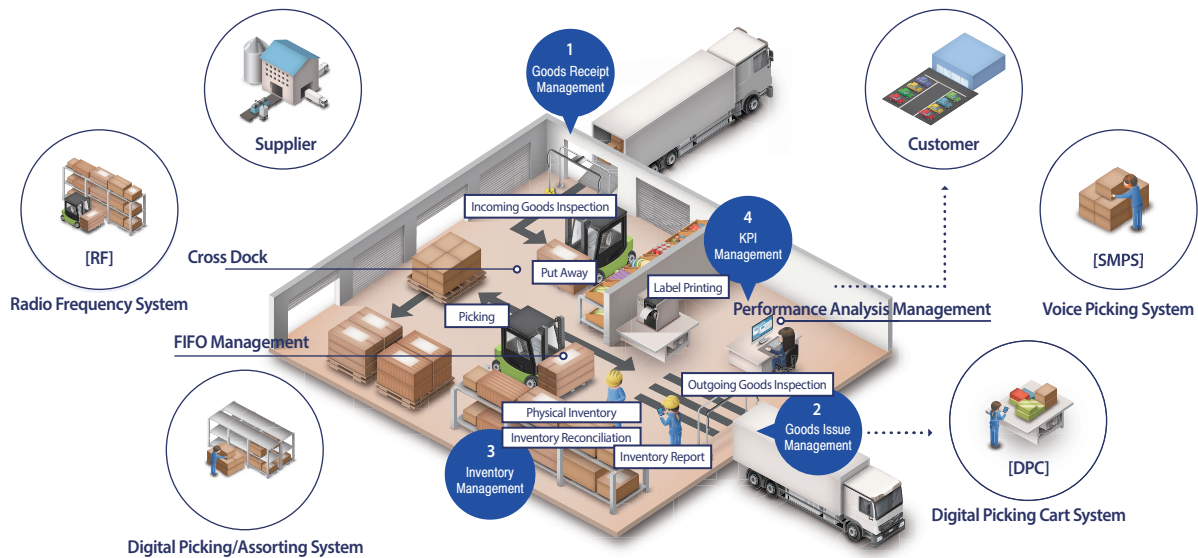 1
Goods Receipt
Management
Supplier
Customer
Incoming Goods Inspection
4
KPI
Management
[RF]
Cross Dock
Put Away
[SMPS]
Label Printing
Radio Frequency System
Picking
Performance Analysis Management
Voice Picking System
FIFO Management
Outgoing Goods Inspection
Physical Inventory
2
Goods Issue
Management
Inventory Reconciliation
3
Inventory
Management
Inventory Report
[DPC]
Digital Picking Cart System
Digital Picking/Assorting System